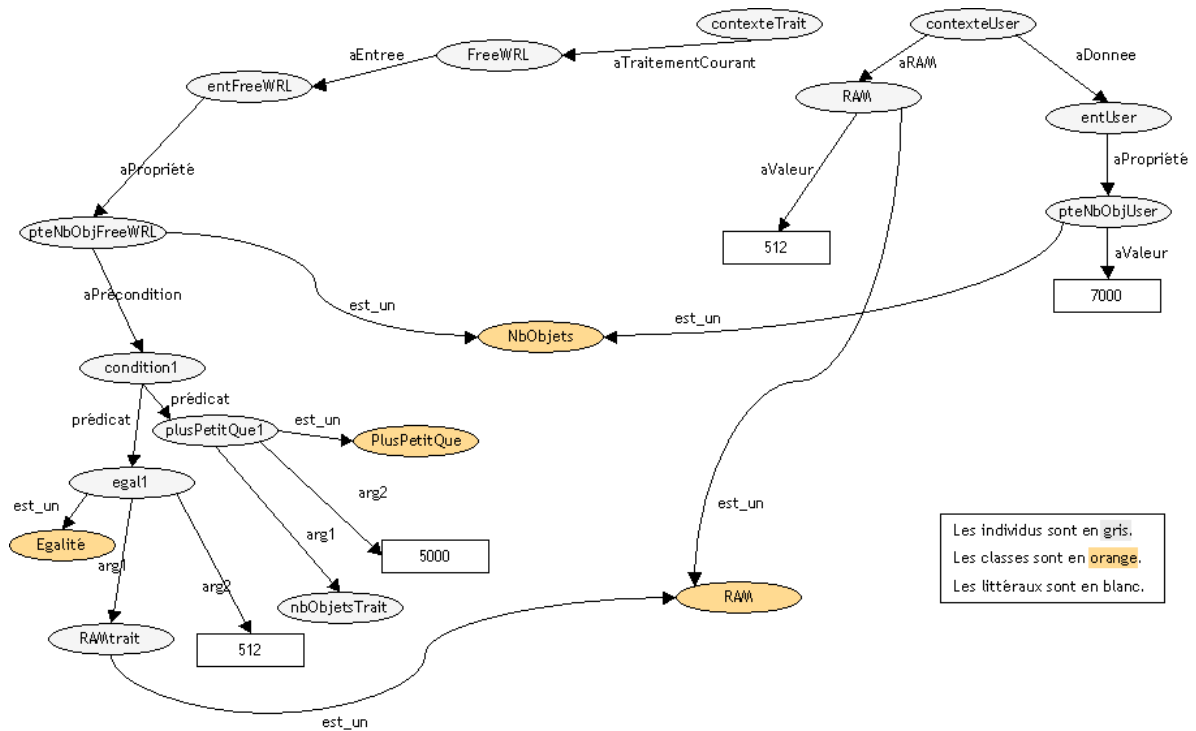 contexteTrait
contexteUser
aEntree
FreeWRL
aTraitementCourant
aRAM
aDonnee
entFreeWRL
RAM
entUser
aPropriété
aValeur
aPropriété
pteNbObjFreeWRL
pteNbObjUser
512
aValeur
aPrécondition
7000
est_un
est_un
NbObjets
condition1
prédicat
prédicat
est_un
plusPetitQue1
PlusPetitQue
egal1
arg2
est_un
est_un
Les individus sont en gris.
arg1
Egalité
5000
Les classes sont en orange.
arg1
arg2
Les littéraux sont en blanc.
RAM
nbObjetsTrait
RAMtrait
512
est_un